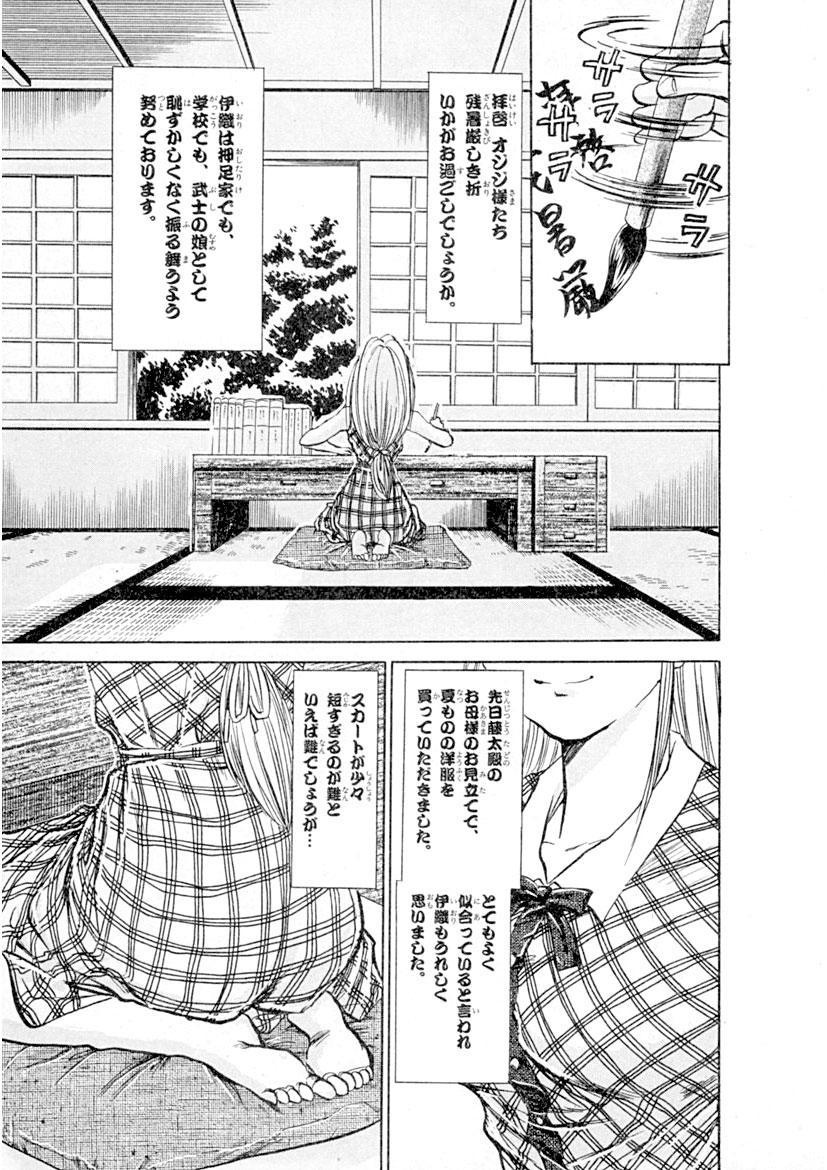 サラ
サラ
サラ
拝啓
暑
厳
拝啓 オジジ様たち
残暑厳しき折
いかがお過ごしでしょうか。
伊織は押足家でも、
学校でも、武士の娘として
恥ずかしくなく振る舞うよう
努めております。
先日藤太殿の
お母様のお見立てで、
夏ものの洋服を
買っていただきました。
とてもよく
似合っていると言われ
伊織もうれしく
思いました。
スカートが少々
短すぎるのが難と
いえば難でしょうが…